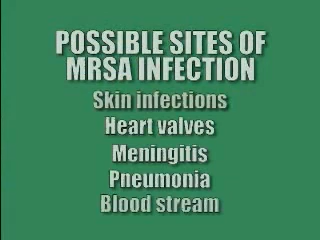 POSSIBLE SITES OF
MRSA INFECTION
Skin infections
Heart valves
Meningitis
Pneumonia
Blood stream